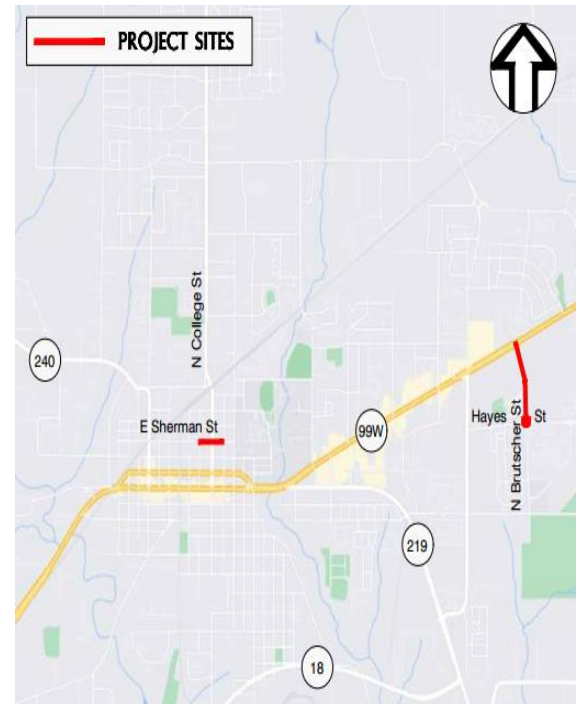 PROJECT SITES
N College St
240
E Sherman St
99W
Hayes St
N Brutscher St
219
18